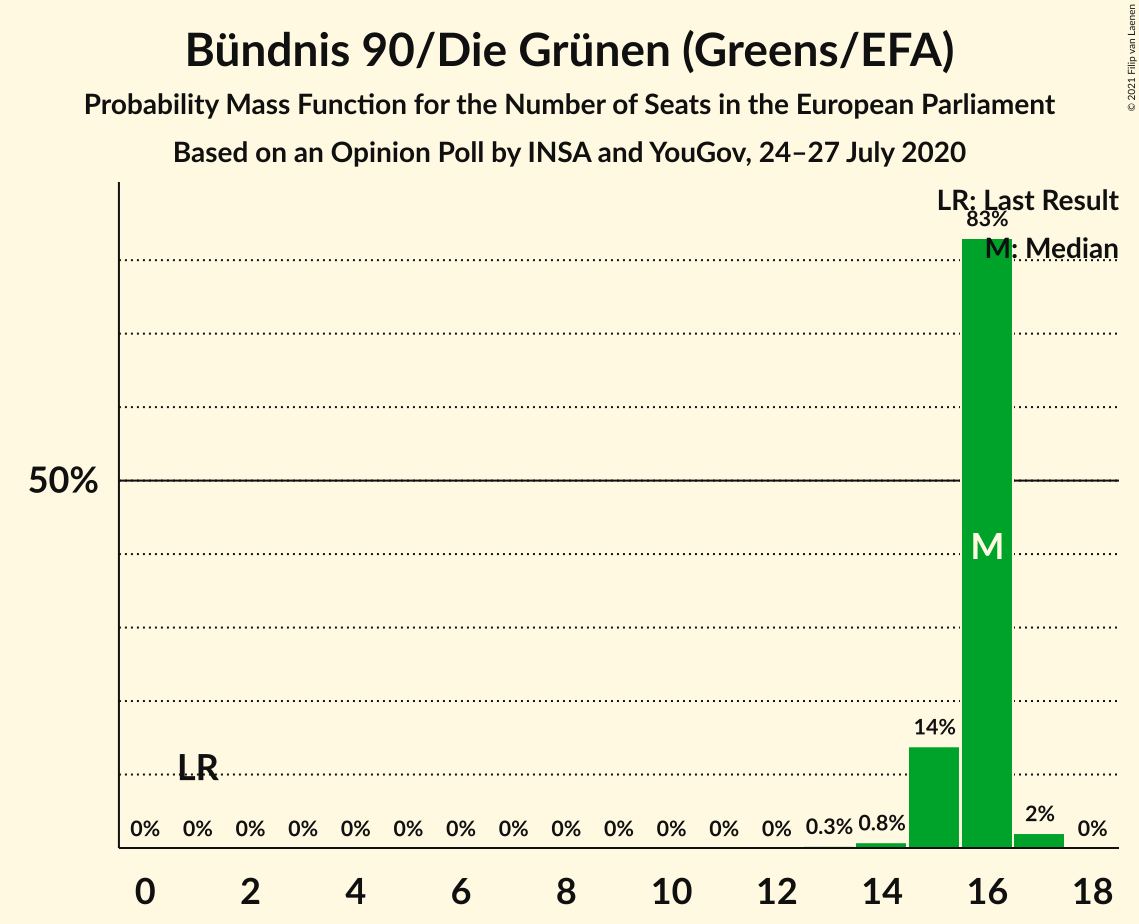 Bündnis 90/Die Grünen (Greens/EFA)
Probability Mass Function for the Number of Seats in the European Parliament
Based on an Opinion Poll by INSA and YouGov, 24–27 July 2020
© 2021 Filip van Laenen
LR: Last Result
83%
M: Median
50%
M
14%
LR
0% 0% 0% 0% 0% 0% 0% 0% 0% 0% 0% 0% 0% 0.3% 0.8% 2% 0%
0 2 4 6 8 10 12 14 16 18